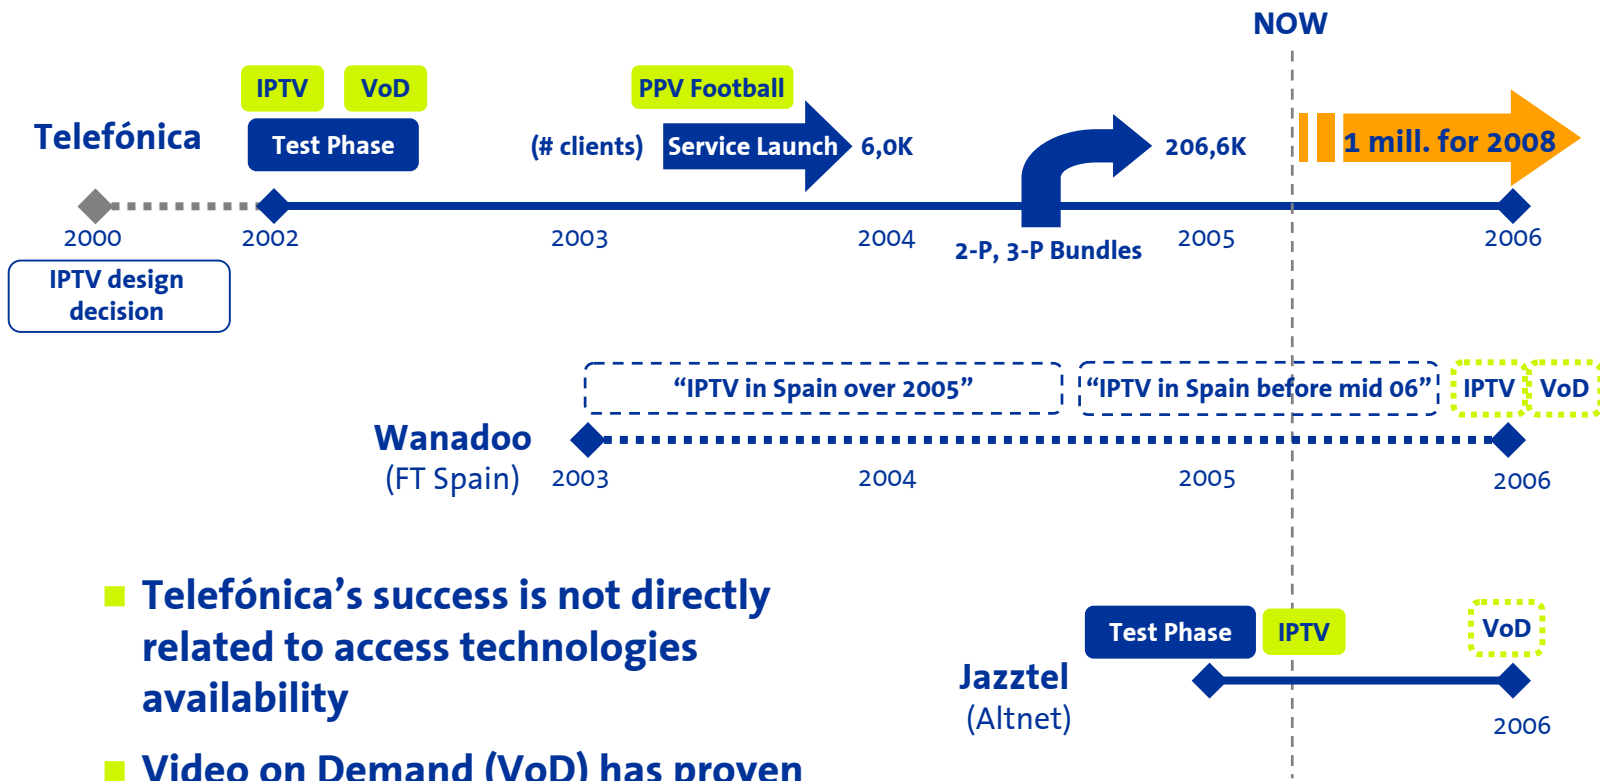 NOW
IPTV
VoD
PPV Football
Telefónica
Test Phase
(# clients)
Service Launch
6,0K
206,6K
1 mill. for 2008
2000
2002
2003
2004
2005
2006
2-P, 3-P Bundles
IPTV design
decision
“IPTV in Spain over 2005”
“IPTV in Spain before mid 06”
IPTV
VoD
Wanadoo
(FT Spain)
2003
2004
2005
2006
Telefónica’s success is not directly
related to access technologies
availability
Video on Demand (VoD) has proven
Test Phase
IPTV
VoD
Jazztel
(Altnet)
2006